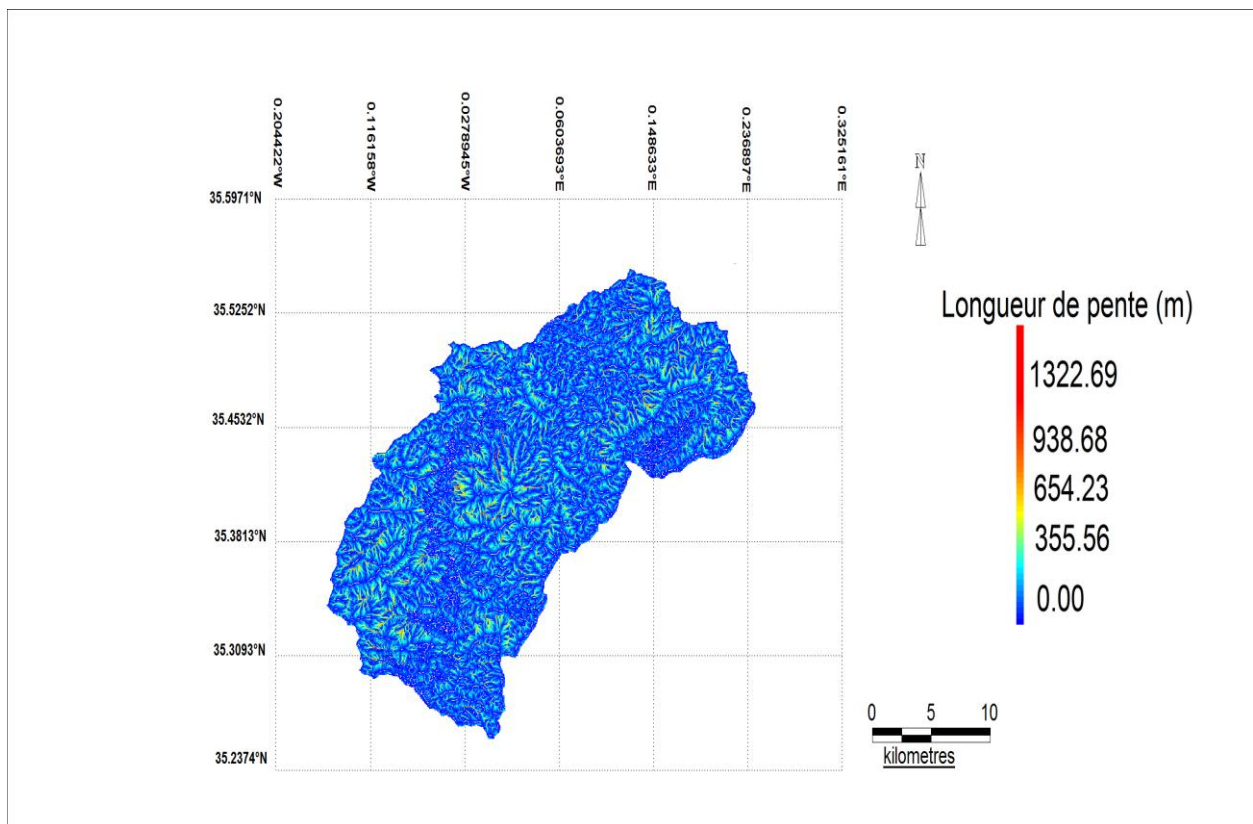 0.204422°W
0.116158°W
0.0278945°W
0.0603693°E
0.148633°E
0.236897°E
0.325161°E
35.5971°N
35.5252°N
35.4532°N
35.3813°N
35.3093°N
35.2374°N
N
Longueur de pente (m)
1322.69
938.68
654.23
355.56
0.00
0 5 10
kilometres